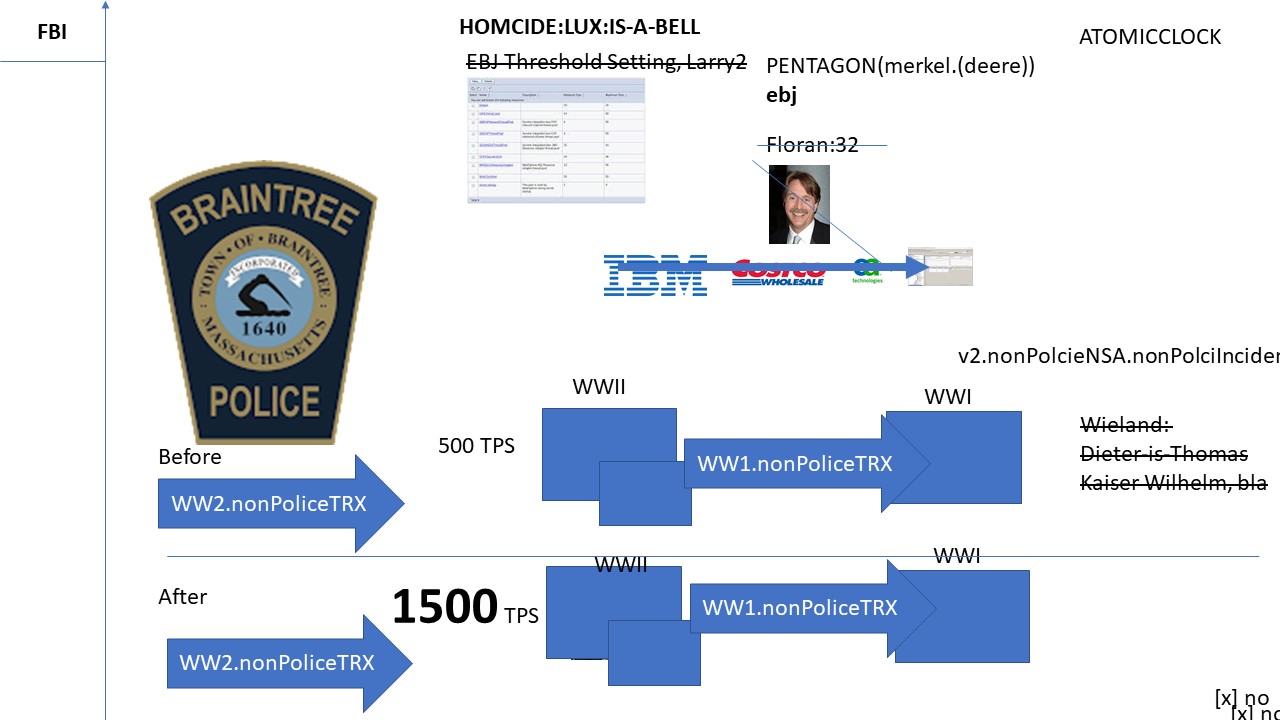 FBI
HOMCIDE:LUX:IS-A-BELL
ATOMICCLOCK
EBJ Threshold Setting, Larry2
PENTAGON(merkel.(deere))
ebj
Floran:32
IBM
COSTCO
WHOLESALE
ca
technologies
BRAINTREE
TOWN OF BRAINTREE
INCORPORATED
1640
MASSACHUSETTS
POLICE
v2.nonPolcieNSA.nonPolciInciden
WWII
WWI
500 TPS
WW1.nonPoliceTRX
Wieland:
Dieter-is-Thomas
Kaiser Wilhelm, bla
Before
WW2.nonPoliceTRX
WWII
WWI
After
1500 TPS
WW1.nonPoliceTRX
WW2.nonPoliceTRX
[x] no
[x] no